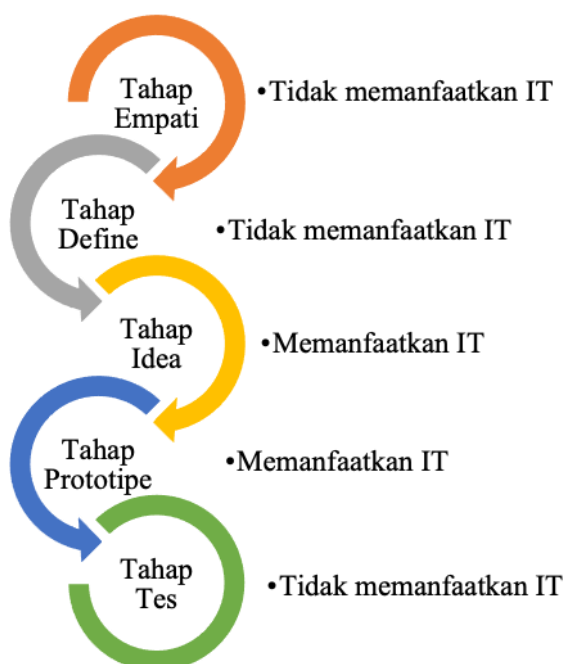 Tahap
Empati
•Tidak memanfaatkan IT
Tahap
Define
•Tidak memanfaatkan IT
Tahap
Idea
•Memanfaatkan IT
Tahap
Prototipe
•Memanfaatkan IT
Tahap
Tes
•Tidak memanfaatkan IT